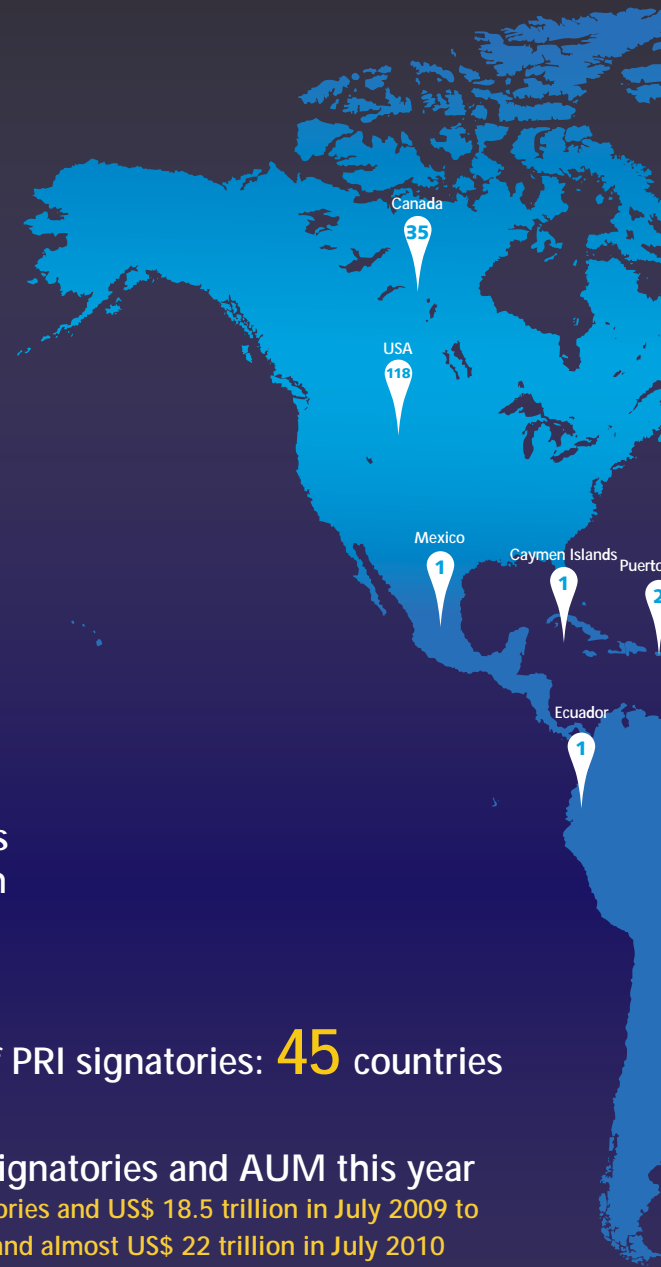 Canada
35
USA
118
Mexico
1
Caymen Islands
1
Puerto
2
Ecuador
1
PRI signatories: 45 countries
ignatories and AUM this year
ories and US$ 18.5 trillion in July 2009 to
and almost US$ 22 trillion in July 2010